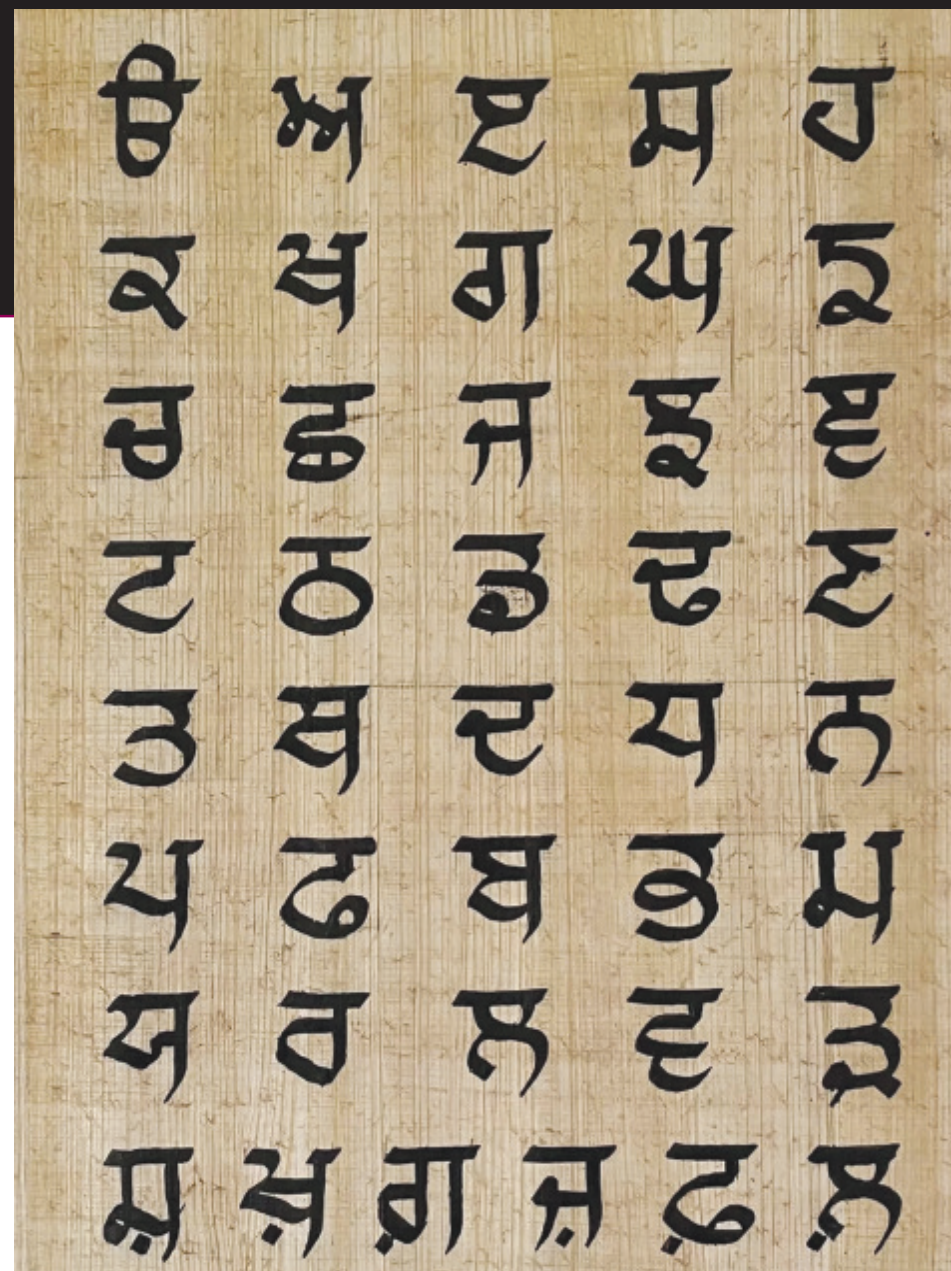 ੳ ਅ ੲ ਸ ਹ
ਕ ਖ ਗ ਘ ਙ
ਚ ਛ ਜ ਝ ਞ
ਟ ਠ ਡ ਢ ਣ
ਤ ਥ ਦ ਧ ਨ
ਪ ਫ ਬ ਭ ਮ
ਯ ਰ ਲ ਵ ੜ
ਸ਼ ਖ਼ ਗ਼ ਜ਼ ਫ਼ ਲ਼